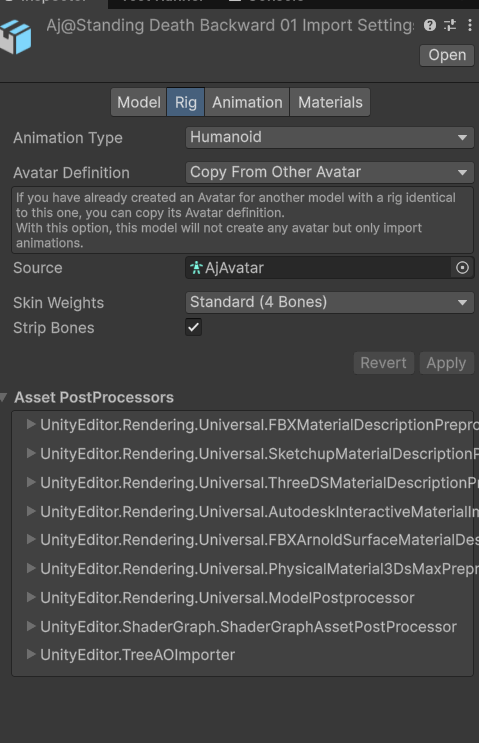 Aj@Standing Death Backward 01 Import Setting
Open
Model
Rig
Animation
Materials
Animation Type
Humanoid
Avatar Definition
Copy From Other Avatar
If you have already created an Avatar for another model with a rig identical
to this one, you can copy its Avatar definition.
With this option, this model will not create any avatar but only import
animations.
Source
AjAvatar
Skin Weights
Standard (4 Bones)
Strip Bones
Revert
Apply
Asset PostProcessors
UnityEditor.Rendering.Universal.FBXMaterialDescriptionPrepro
UnityEditor.Rendering.Universal.SketchupMaterialDescriptionP
UnityEditor.Rendering.Universal.ThreeDSMaterialDescriptionPr
UnityEditor.Rendering.Universal.AutodeskInteractiveMaterialIm
UnityEditor.Rendering.Universal.FBXArnoldSurfaceMaterialDes
UnityEditor.Rendering.Universal.PhysicalMaterial3DsMaxPrepr
UnityEditor.Rendering.Universal.ModelPostprocessor
UnityEditor.ShaderGraph.ShaderGraphAssetPostProcessor
UnityEditor.TreeAOImporter